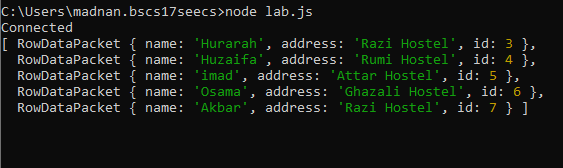 C:\Users\madnan.bscs17seecs>node lab.js
Connected
[ RowDataPacket { name: 'Hurarah', address: 'Razi Hostel', id: 3 },
  RowDataPacket { name: 'Huzaifa', address: 'Rumi Hostel', id: 4 },
  RowDataPacket { name: 'imad', address: 'Attar Hostel', id: 5 },
  RowDataPacket { name: 'Osama', address: 'Ghazali Hostel', id: 6 },
  RowDataPacket { name: 'Akbar', address: 'Razi Hostel', id: 7 } ]